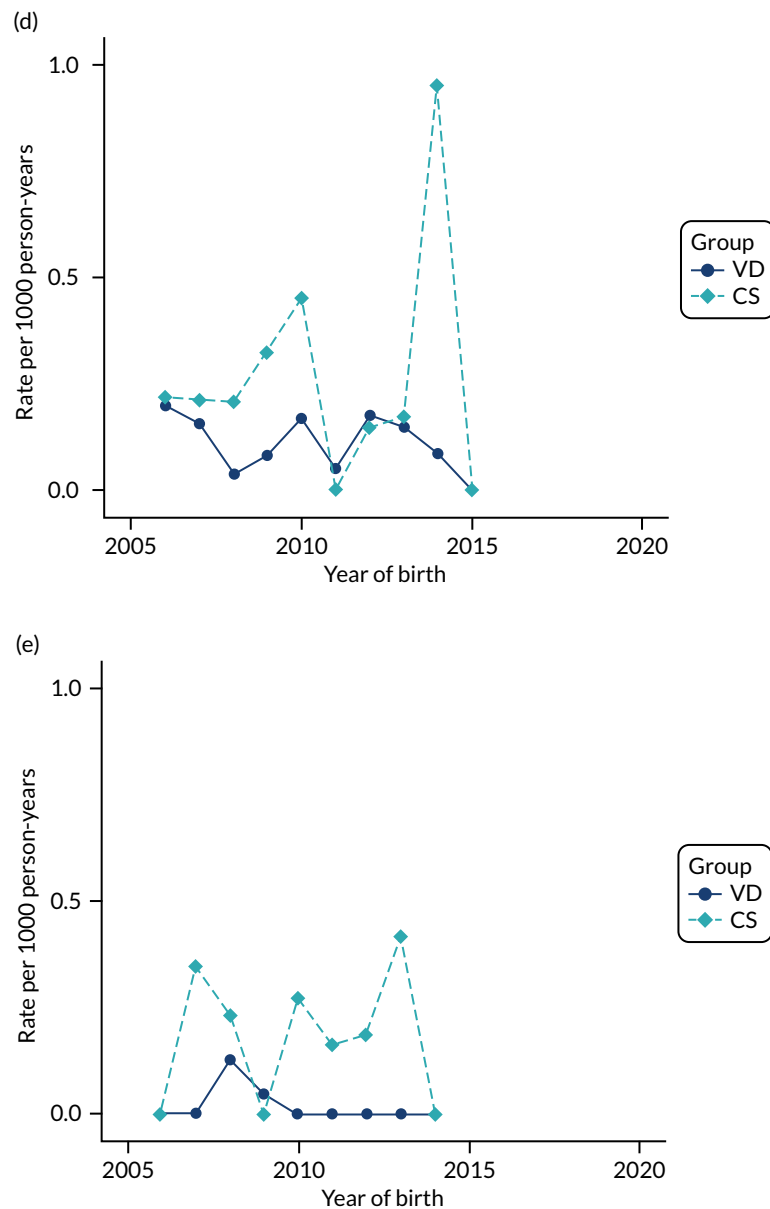 (d)
1.0
0.5
0.0
Rate per 1000 person-years
2005 2010 2015 2020
Year of birth
Group
VD
CS
(e)
1.0
0.5
0.0
Rate per 1000 person-years
2005 2010 2015 2020
Year of birth
Group
VD
CS